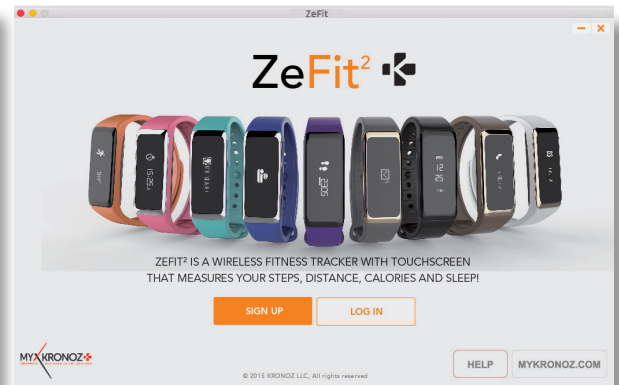 ZeFit
ZeFit²
ZEFIT² IS A WIRELESS FITNESS TRACKER WITH TOUCHSCREEN
THAT MEASURES YOUR STEPS, DISTANCE, CALORIES AND SLEEP!
SIGN UP
LOG IN
MYKRONOZ
© 2015 KRONOZ LLC, All rights reserved
HELP
MYKRONOZ.COM